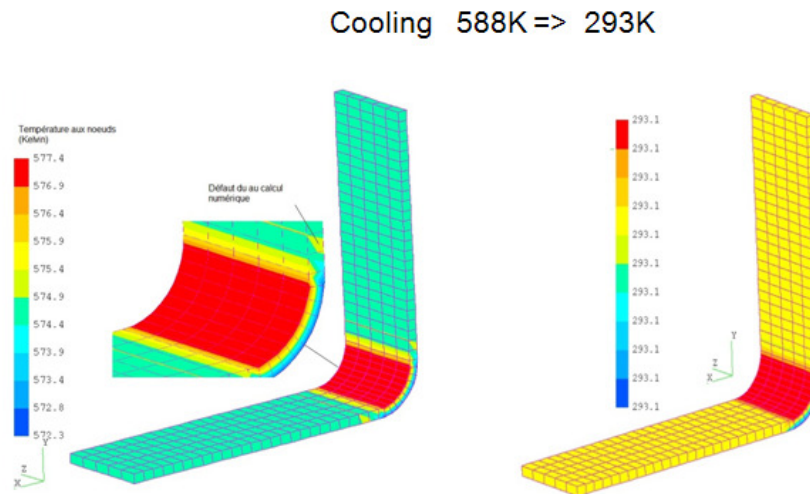 Cooling 588K => 293K
Température aux noeuds
(Kelvin)
577.4
576.9
576.4
575.9
575.4
574.9
574.4
573.9
573.4
572.8
572.3
Défaut du au calcul
numérique
Y
Z
X
293.1
293.1
293.1
293.1
293.1
293.1
293.1
293.1
293.1
293.1
293.1
Y
Z
X